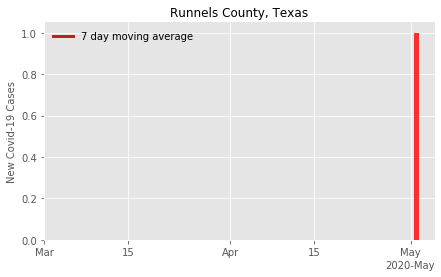 Runnels County, Texas
7 day moving average
New Covid-19 Cases
1.0
0.8
0.6
0.4
0.2
0.0
Mar 15 Apr 15 May
2020-May